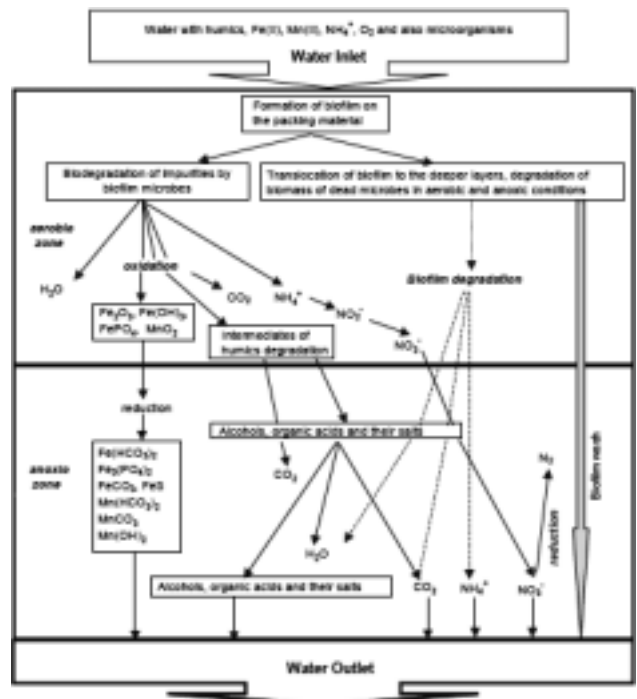 Water with humics, Fe(II), Mn(II), NH₄⁺, O₂ and also microorganisms
Water Inlet
Formation of biofilm on
the packing material
Biodegradation of Impurities by
biofilm microbes
Translocation of biofilm to the deeper layers, degradation of
biomass of dead microbes in aerobic and anoxic conditions
aerobic
zone
oxidation
Biofilm degradation
H₂O
CO₂
NH₄⁺
NO₂⁻
Fe₂O₃, Fe(OH)₃,
FePO₄, MnO₂
Intermediates of
humics degradation
NO₃⁻
reduction
Alcohols, organic acids and their salts
anoxic
zone
Fe(HCO₃)₂
Fe₃(PO₄)₂
FeCO₃, FeS
Mn(HCO₃)₂
MnCO₃
Mn(OH)₂
CO₂
N₂
Biofilm
reduction
H₂O
Alcohols, organic acids and their salts
CO₂
NH₄⁺
NO₃⁻
Water Outlet